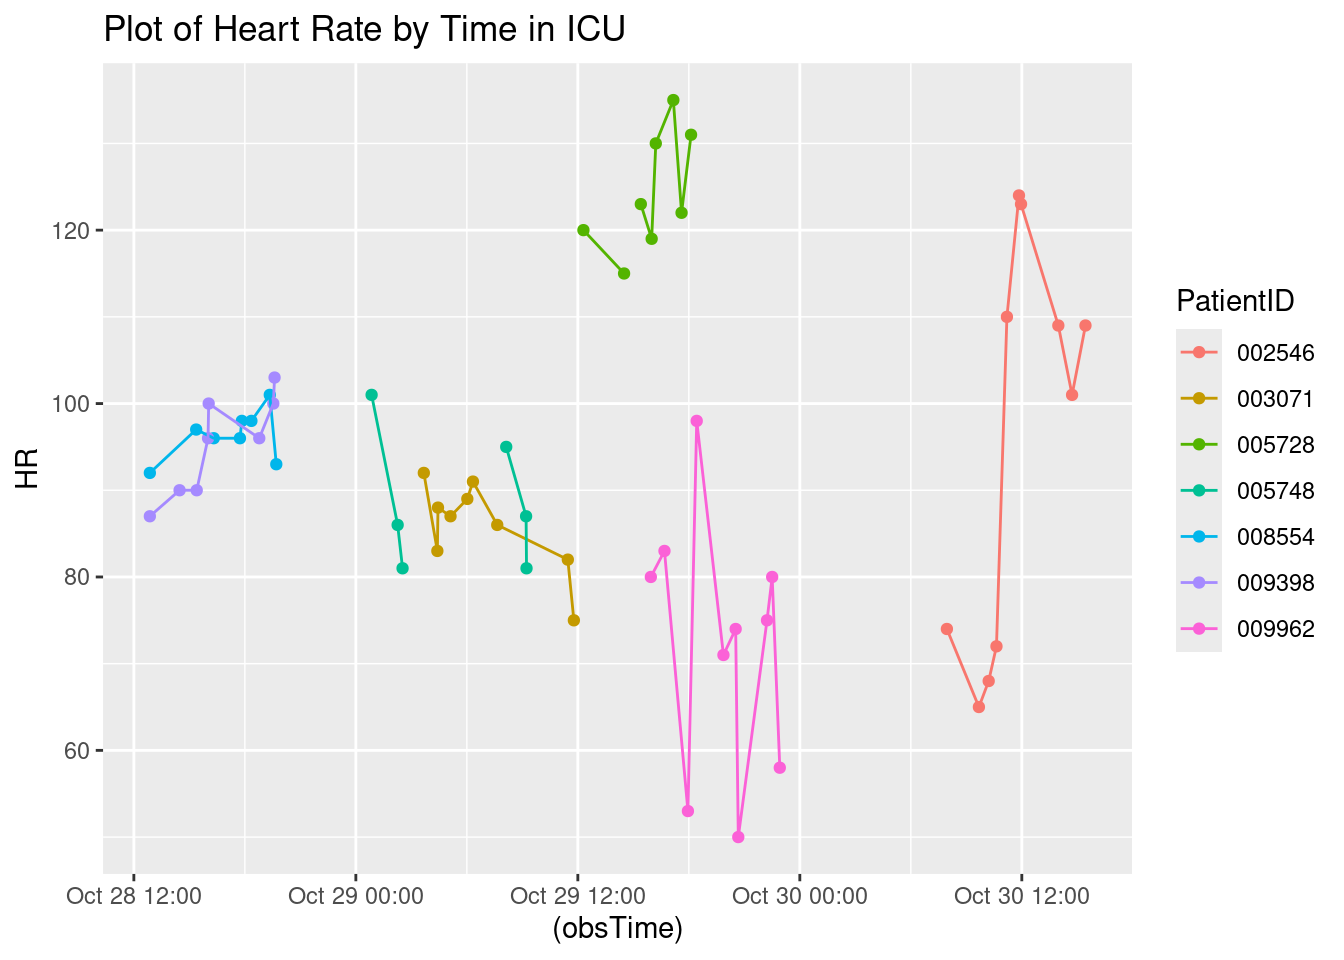 Plot of Heart Rate by Time in ICU
HR
120
100
80
60
Oct 28 12:00 Oct 29 00:00 Oct 29 12:00 Oct 30 00:00 Oct 30 12:00
(obsTime)
PatientID
002546
003071
005728
005748
008554
009398
009962